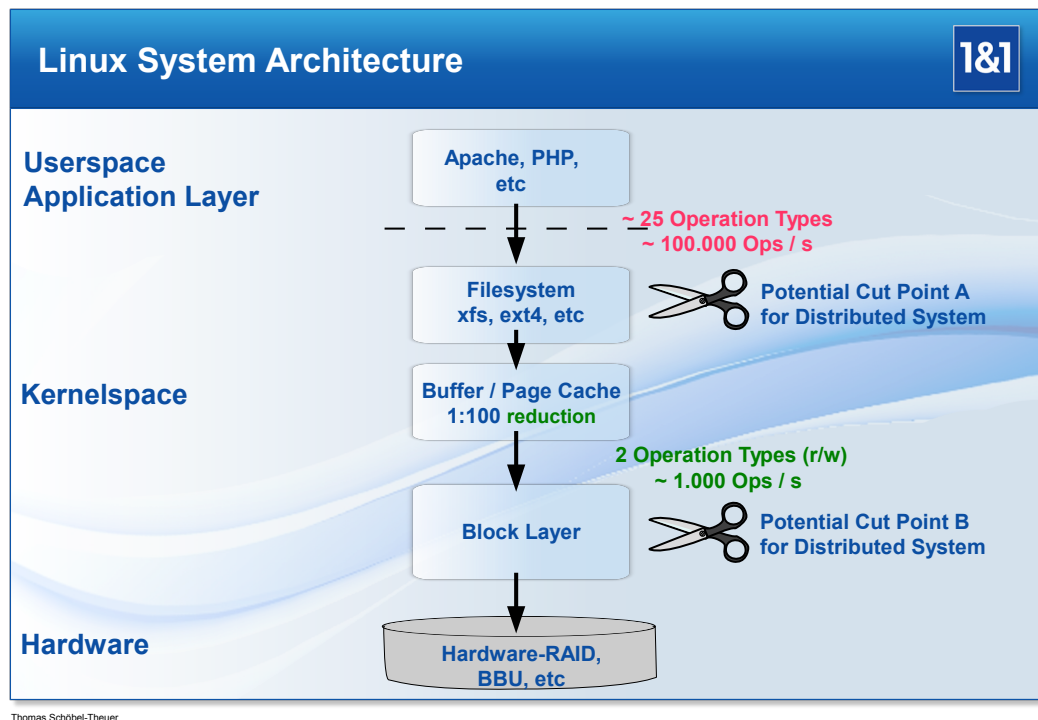 Linux System Architecture
1&1
Userspace
Application Layer
Apache, PHP,
etc
~ 25 Operation Types
~ 100.000 Ops / s
Filesystem
xfs, ext4, etc
Potential Cut Point A
for Distributed System
Kernelspace
Buffer / Page Cache
1:100 reduction
2 Operation Types (r/w)
~ 1.000 Ops / s
Block Layer
Potential Cut Point B
for Distributed System
Hardware
Hardware-RAID,
BBU, etc
Thomas Schöbel-Theuer